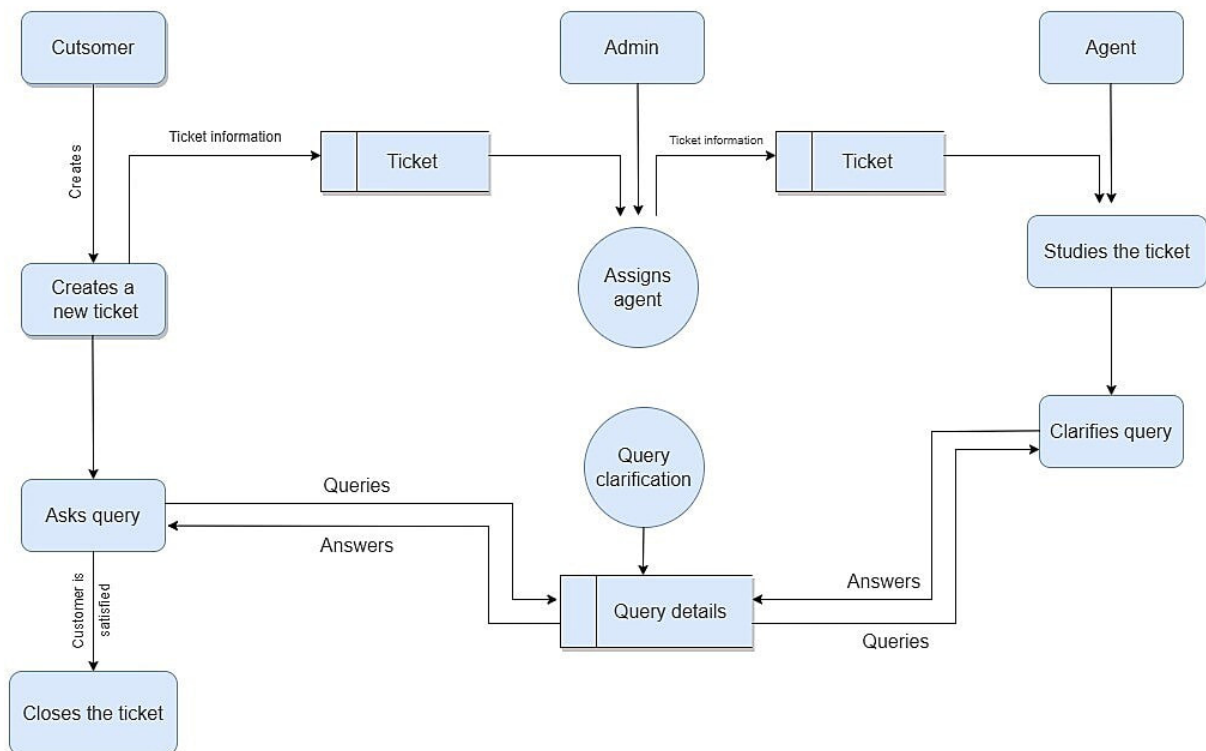 Cutsomer
Admin
Agent
Creates
Ticket information
Ticket
Ticket information
Ticket
Creates a
new ticket
Assigns
agent
Studies the ticket
Query
clarification
Clarifies query
Asks query
Queries
Answers
Customer is
satisfied
Query details
Answers
Queries
Closes the ticket